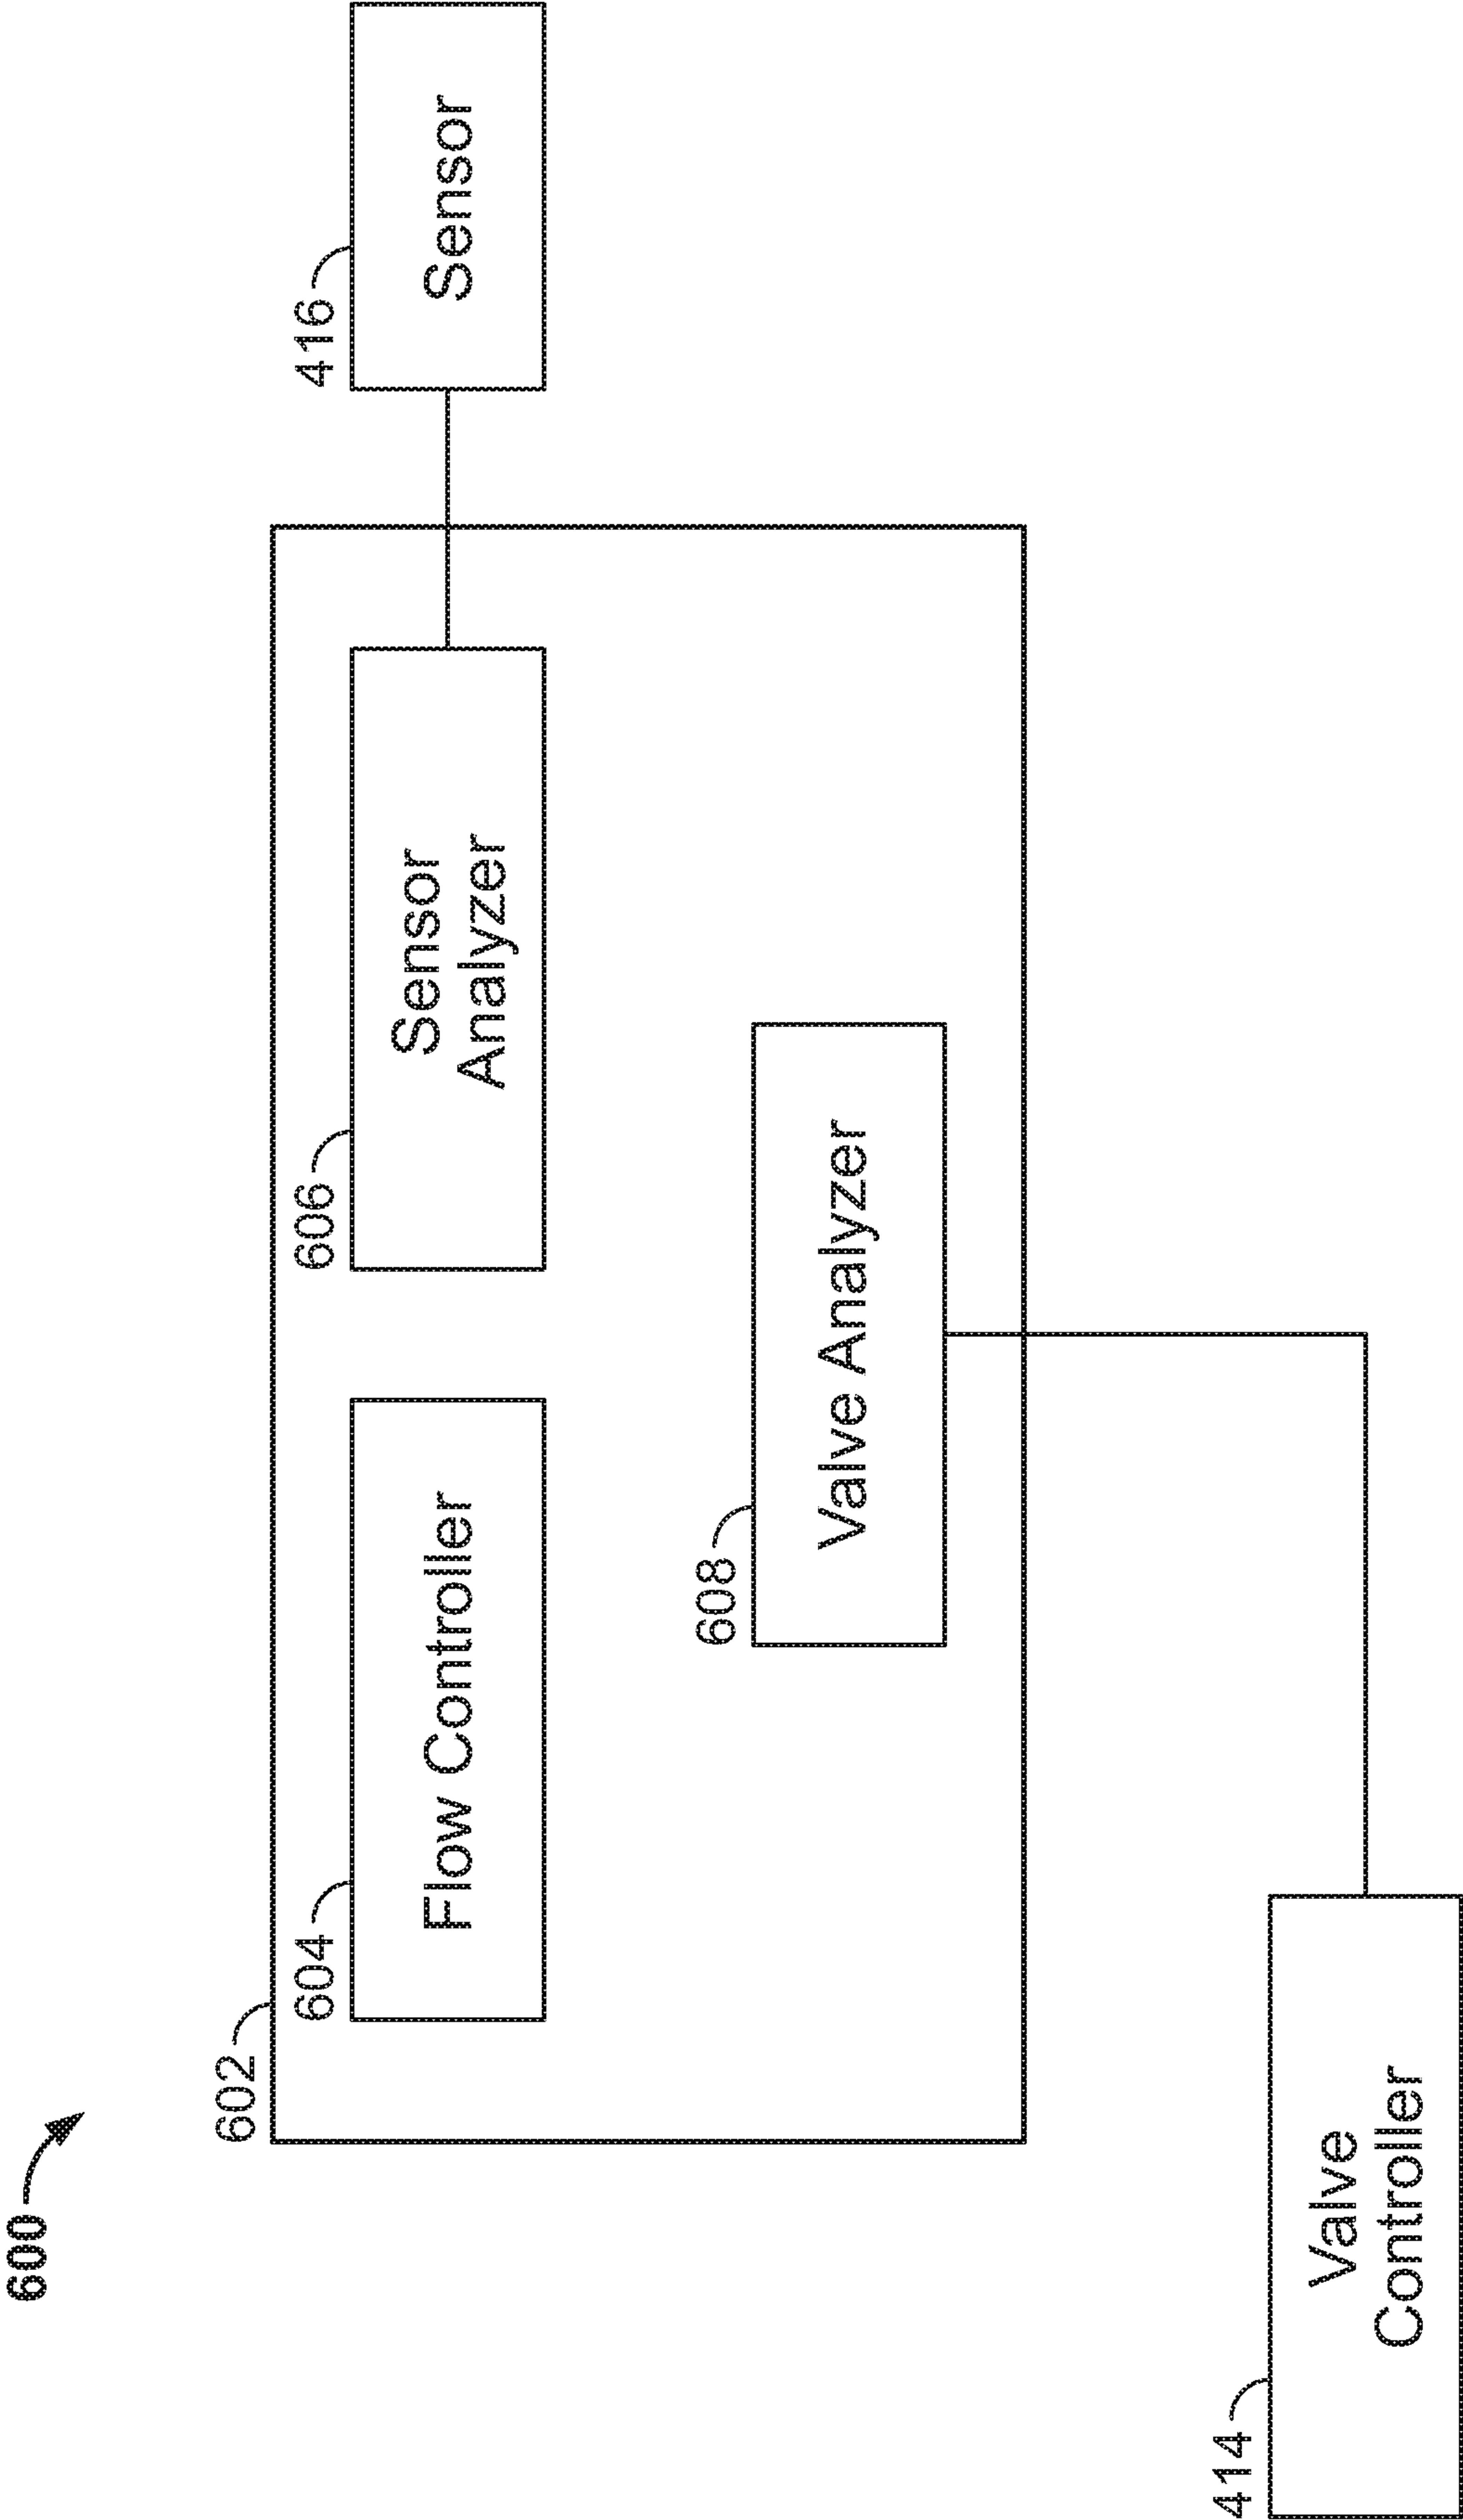 600
602
604
Flow Controller
606
Sensor
Analyzer
416
Sensor
608
Valve Analyzer
414
Valve
Controller